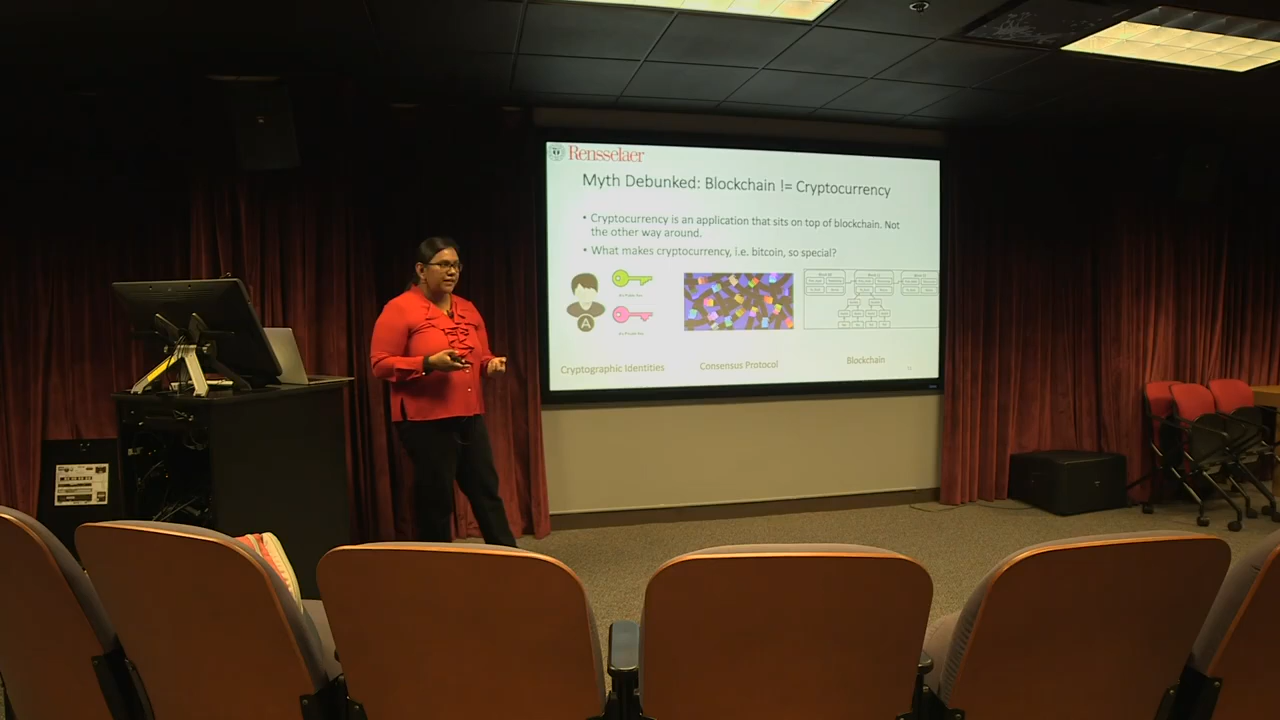 Rensselaer
Myth Debunked: Blockchain != Cryptocurrency
• Cryptocurrency is an application that sits on top of blockchain. Not
the other way around.
• What makes cryptocurrency, i.e. bitcoin, so special?
A
Cryptographic Identities
Consensus Protocol
Blockchain